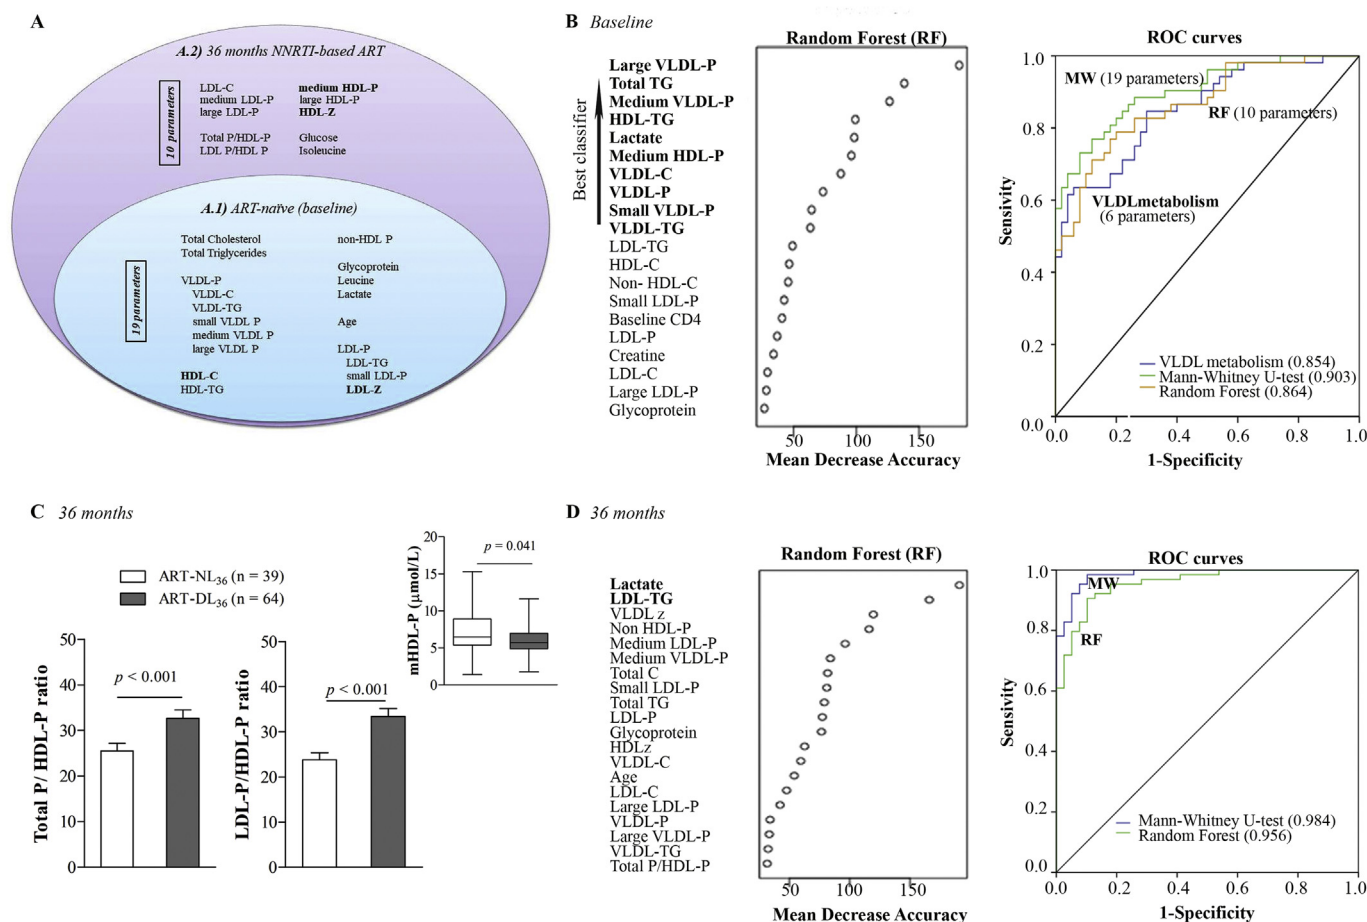 A
A.2) 36 months NNRTI-based ART
10 parameters
LDL-C medium HDL-P
medium LDL-P large HDL-P
large LDL-P HDL-Z
Total P/HDL-P Glucose
LDL P/HDL P Isoleucine
A.1) ART-naïve (baseline)
19 parameters
Total Cholesterol non-HDL P
Total Triglycerides
Glycoprotein
VLDL-P Leucine
VLDL-C Lactate
VLDL-TG
small VLDL P Age
medium VLDL P
large VLDL P LDL-P
LDL-TG
HDL-C small LDL-P
HDL-TG LDL-Z
B Baseline
Random Forest (RF)
Best classifier
Large VLDL-P
Total TG
Medium VLDL-P
HDL-TG
Lactate
Medium HDL-P
VLDL-C
VLDL-P
Small VLDL-P
VLDL-TG
LDL-TG
HDL-C
Non- HDL-C
Small LDL-P
Baseline CD4
LDL-P
Creatine
LDL-C
Large LDL-P
Glycoprotein
50 100 150
Mean Decrease Accuracy
ROC curves
Sensitivity
1.0
0.8
0.6
0.4
0.2
0.0
MW (19 parameters)
RF (10 parameters)
VLDLmetabolism
(6 parameters)
VLDL metabolism (0.854)
Mann-Whitney U-test (0.903)
Random Forest (0.864)
0.0 0.2 0.4 0.6 0.8 1.0
1-Specificity
C 36 months
ART-NL36 (n = 39)
ART-DL36 (n = 64)
Total P/ HDL-P ratio
50
40
30
20
10
0
p < 0.001
LDL-P/HDL-P ratio
50
40
30
20
10
0
p < 0.001
mHDL-P (µmol/L)
20
15
10
5
0
p = 0.041
D 36 months
Random Forest (RF)
Lactate
LDL-TG
VLDL z
Non HDL-P
Medium LDL-P
Medium VLDL-P
Total C
Small LDL-P
Total TG
LDL-P
Glycoprotein
HDLz
VLDL-C
Age
LDL-C
Large LDL-P
VLDL-P
Large VLDL-P
VLDL-TG
Total P/HDL-P
50 100 150
Mean Decrease Accuracy
ROC curves
Sensitivity
1.0
0.8
0.6
0.4
0.2
0.0
MW
RF
Mann-Whitney U-test (0.984)
Random Forest (0.956)
0.0 0.2 0.4 0.6 0.8 1.0
1-Specificity